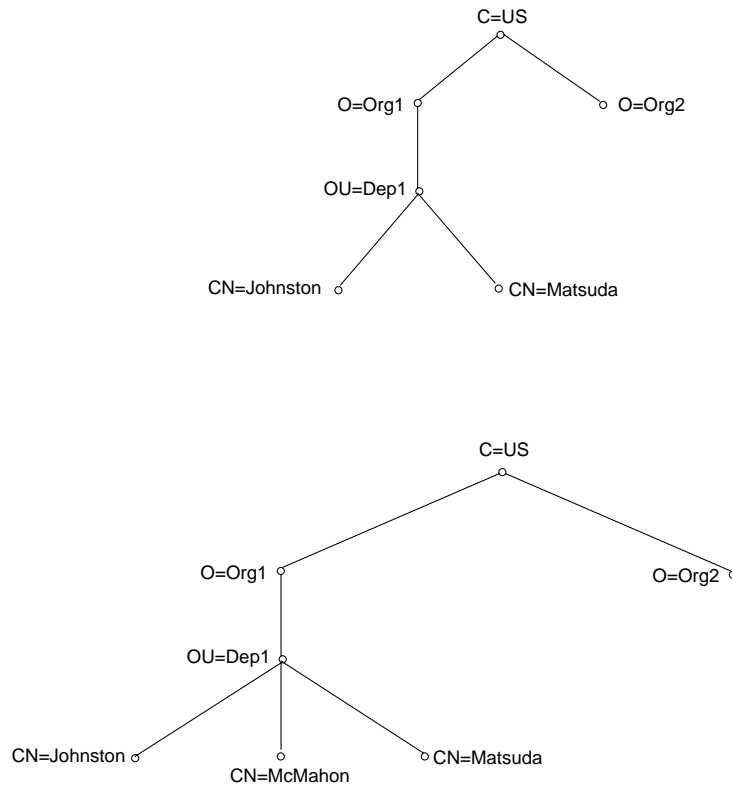 C=US
O=Org1
O=Org2
OU=Dep1
CN=Johnston
CN=Matsuda
C=US
O=Org1
O=Org2
OU=Dep1
CN=Johnston
CN=Matsuda
CN=McMahon